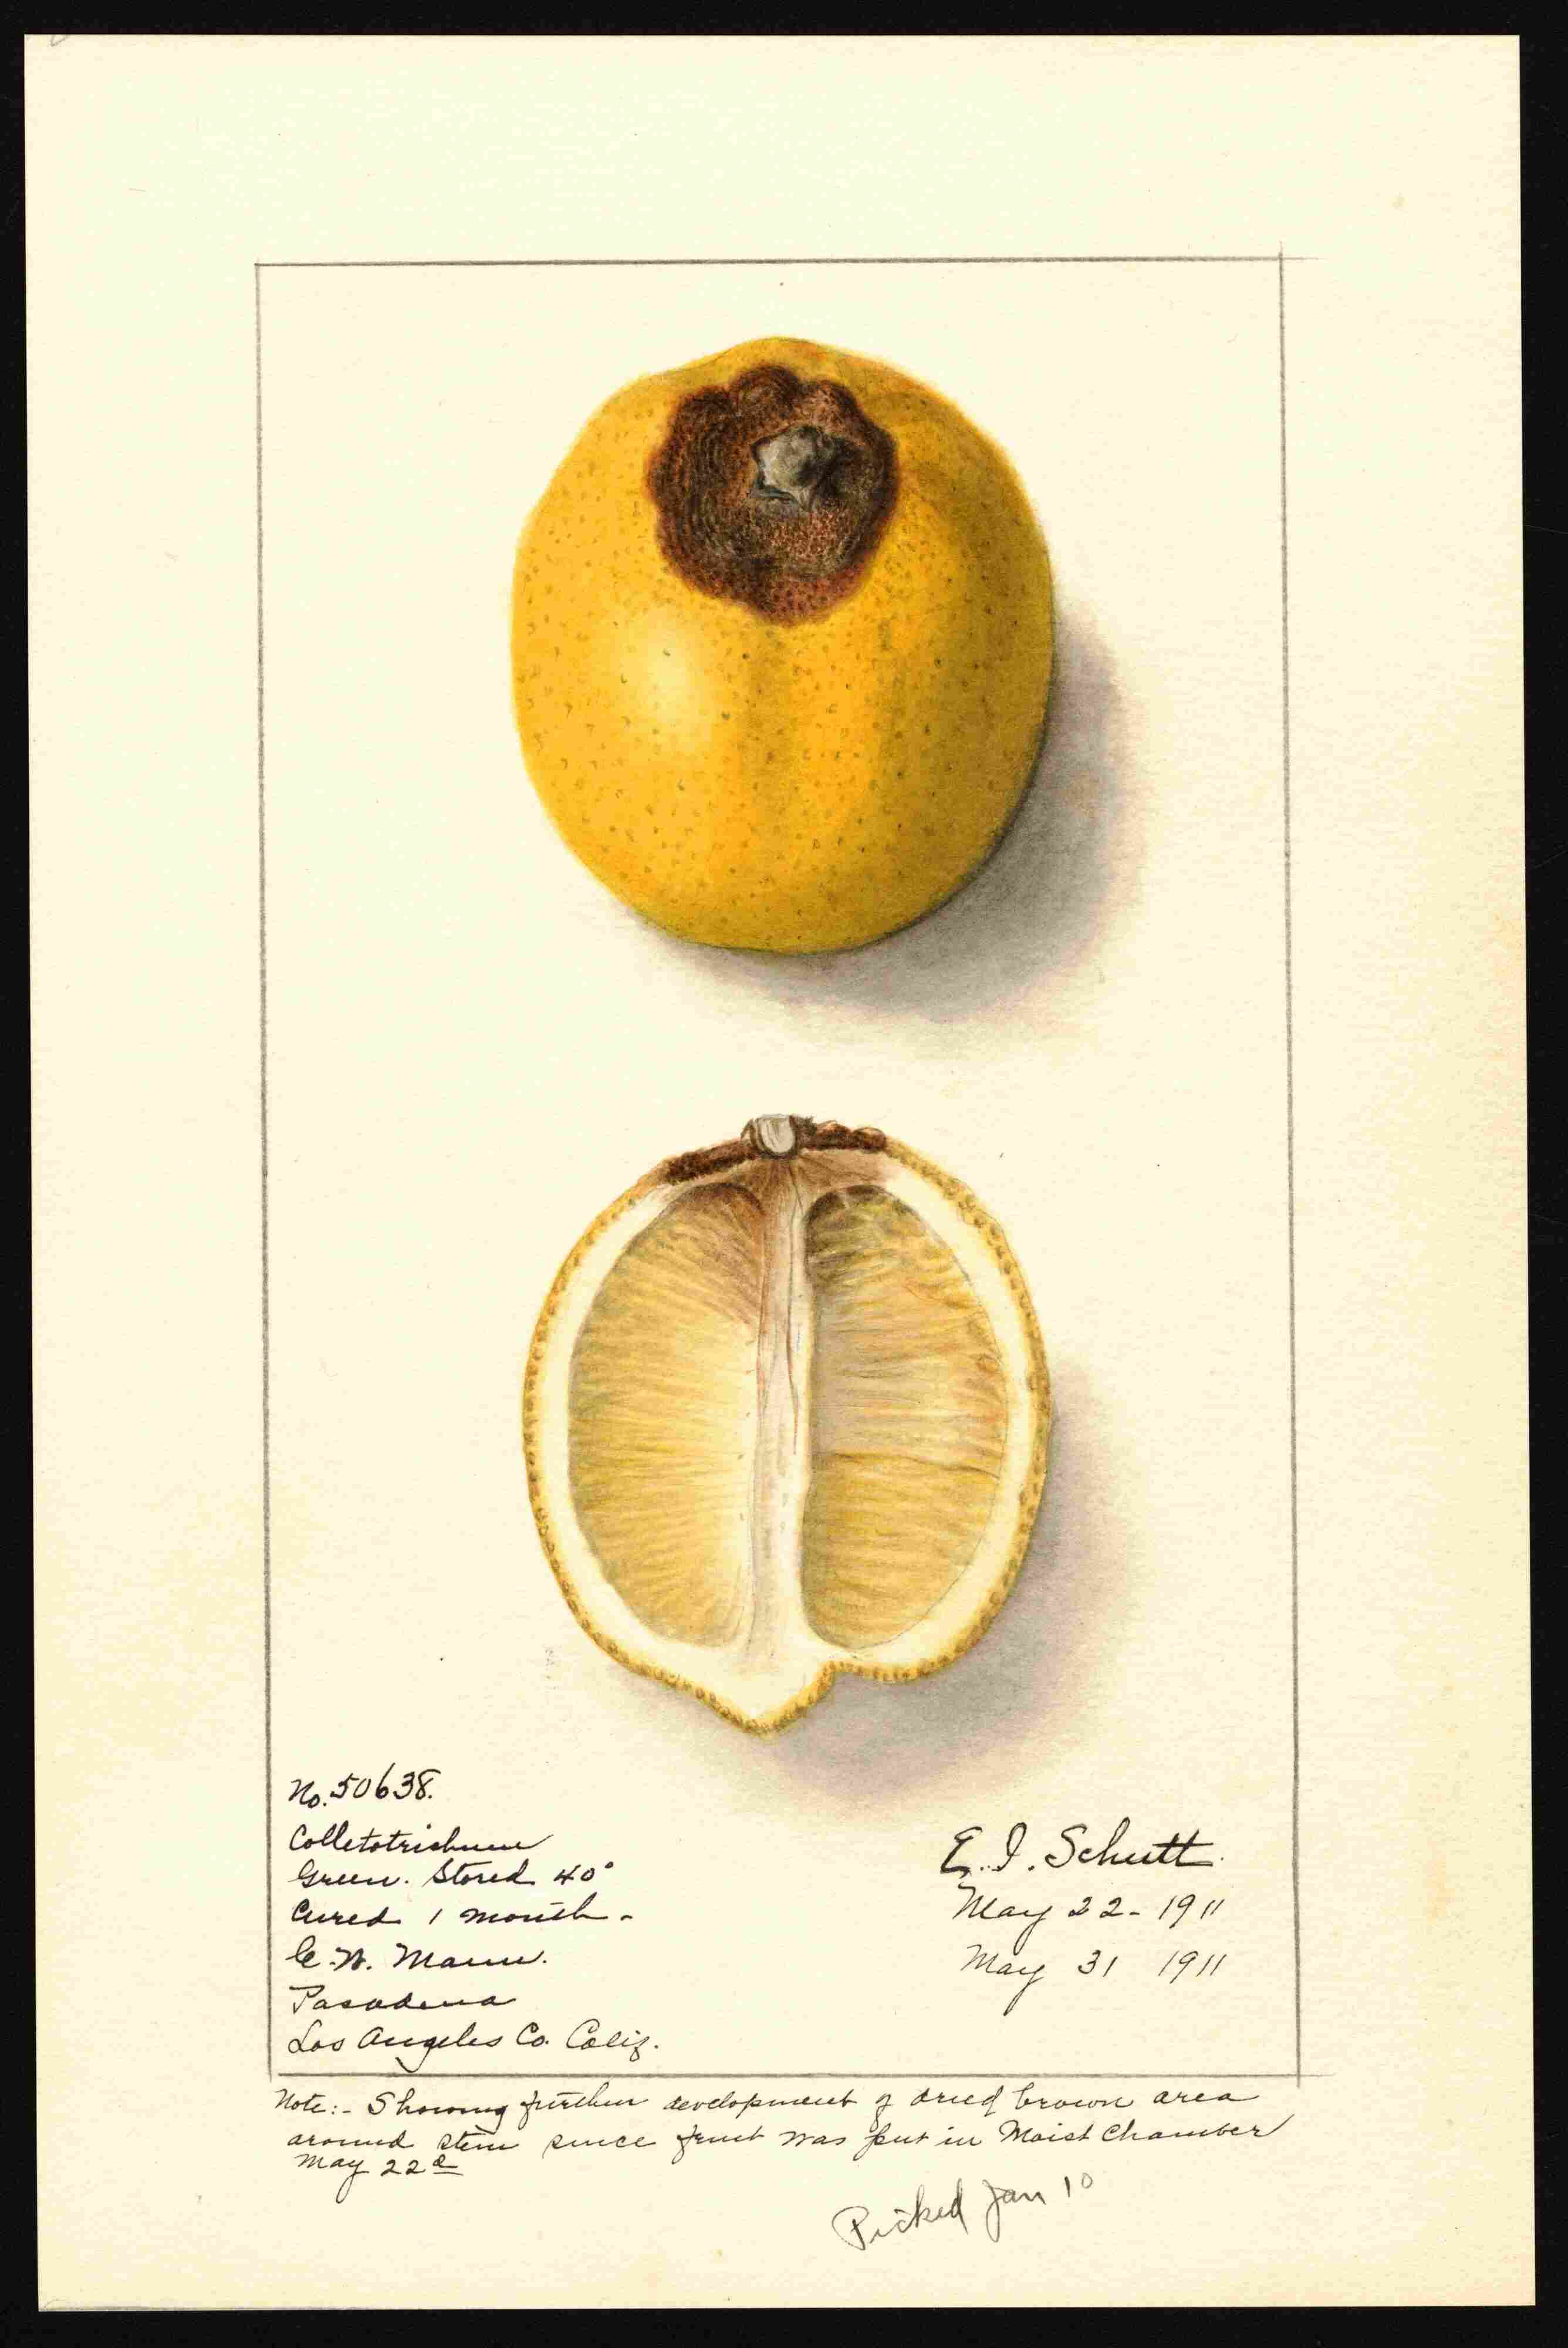 No. 50638.
Colletotrichum
Green. Stored 40°
Cured 1 month -
C. W. Mann.
Pasadena
Los Angeles Co. Calif.
E. I. Schutt.
May 22 - 1911
May 31 1911
Note:- Showing further development of dried brown area
around stem since fruit was put in Moist Chamber
May 22d
Picked Jan 10